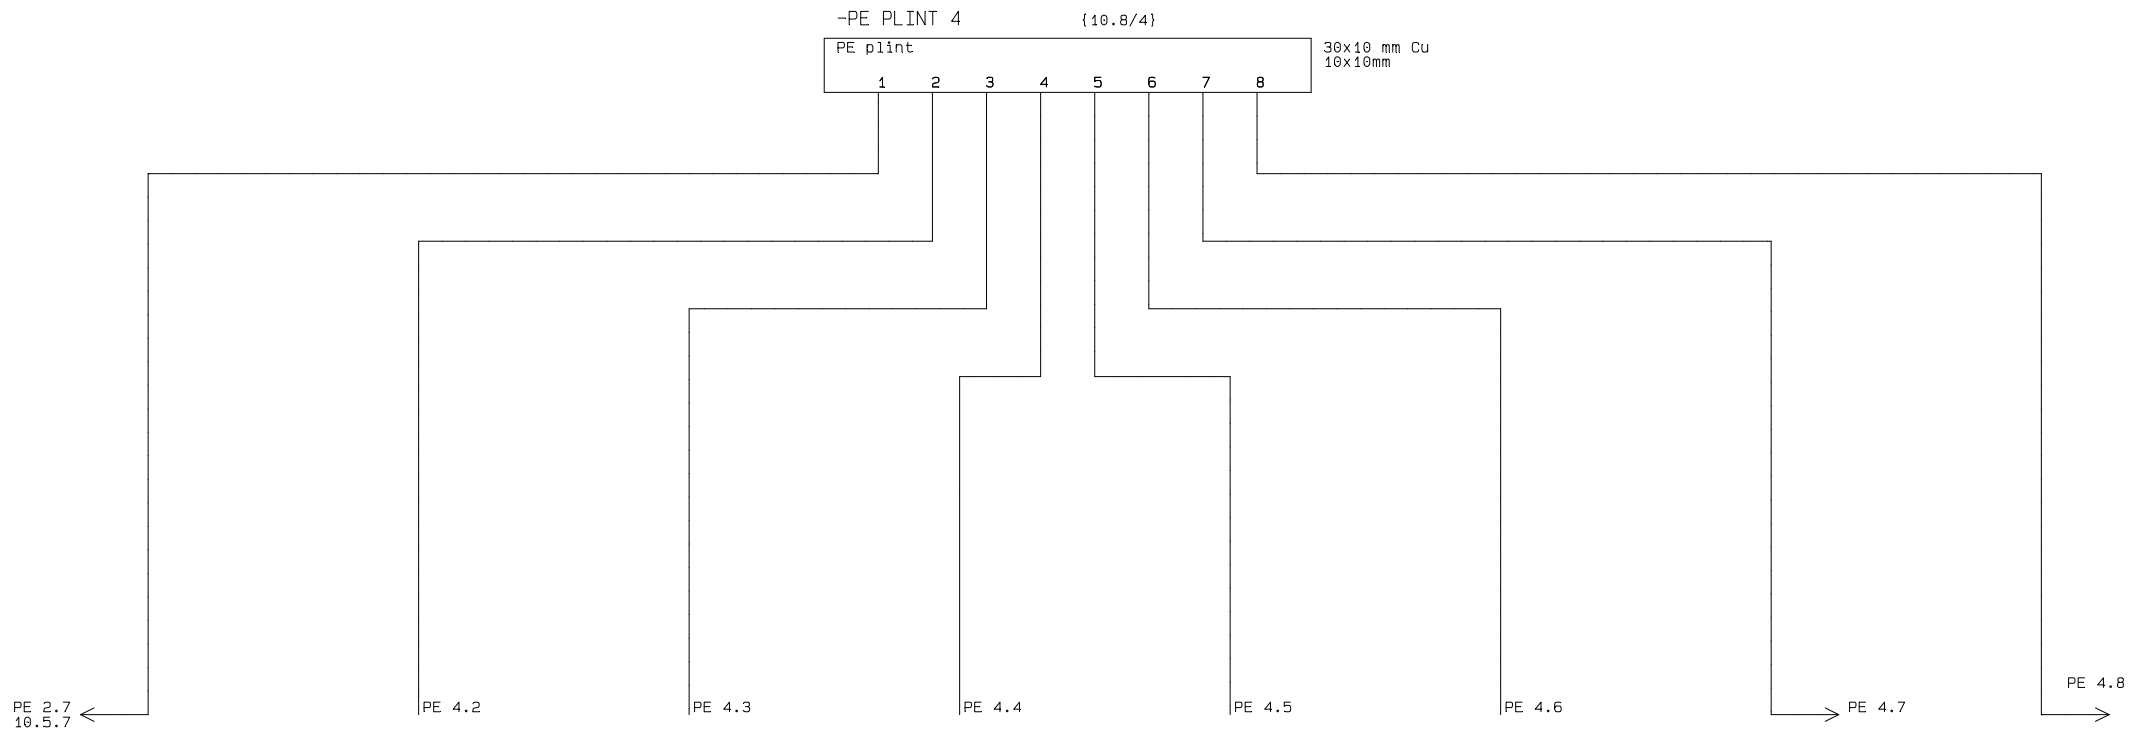 -PE PLINT 4 {10.8/4}
PE plint
30x10 mm Cu
10x10mm
1 2 3 4 5 6 7 8
PE 4.8
PE 2.7
10.5.7
PE 4.2
PE 4.3
PE 4.4
PE 4.5
PE 4.6
PE 4.7